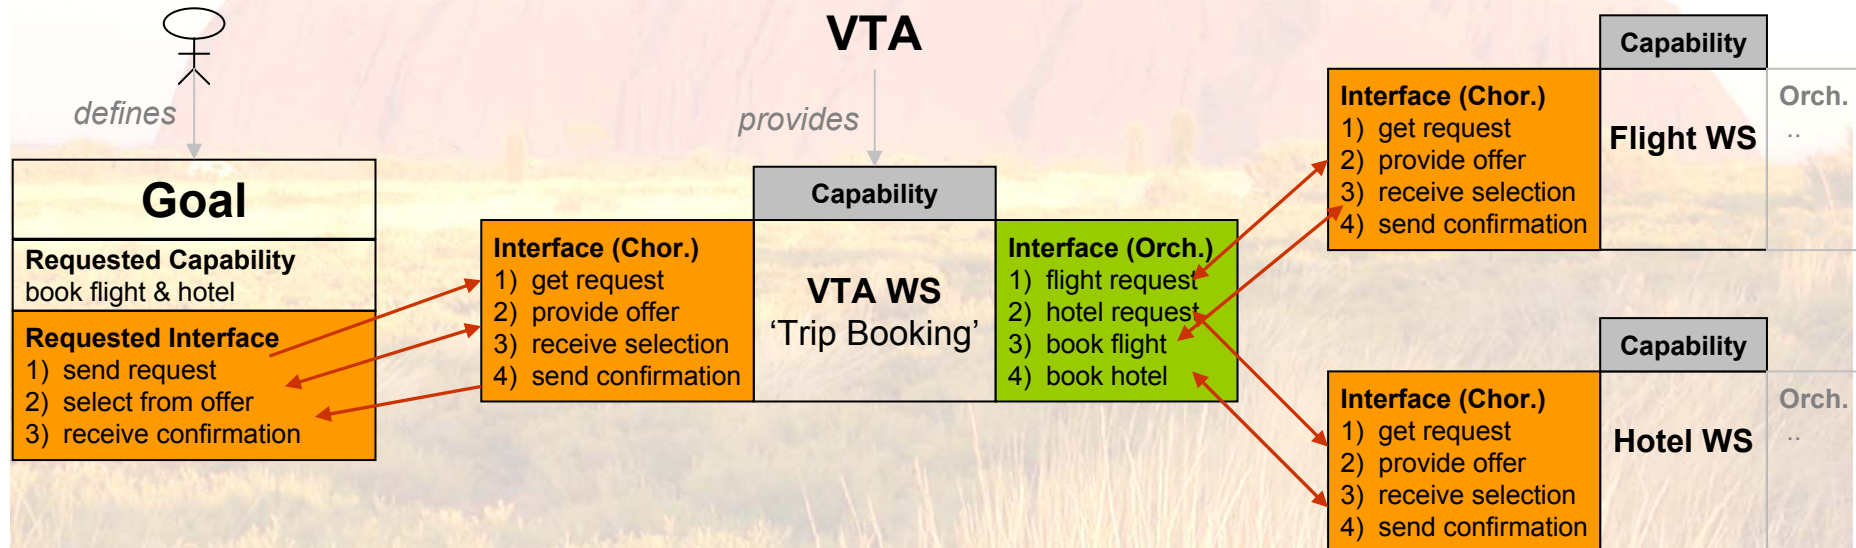 defines
Goal
Requested Capability
book flight & hotel
Requested Interface
1) send request
2) select from offer
3) receive confirmation
VTA
provides
Capability
Interface (Chor.)
1) get request
2) provide offer
3) receive selection
4) send confirmation
VTA WS
‘Trip Booking’
Interface (Orch.)
1) flight request
2) hotel request
3) book flight
4) book hotel
Capability
Interface (Chor.)
1) get request
2) provide offer
3) receive selection
4) send confirmation
Flight WS
Orch.
..
Capability
Interface (Chor.)
1) get request
2) provide offer
3) receive selection
4) send confirmation
Hotel WS
Orch.
..